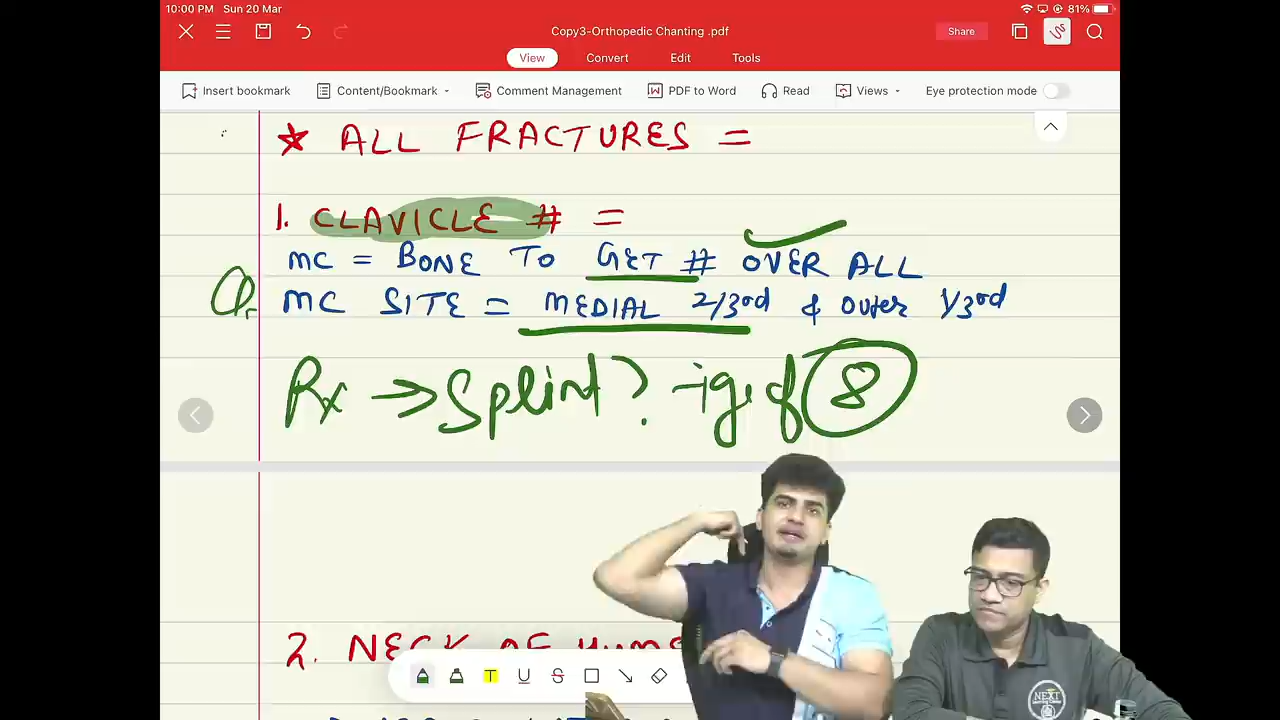 10:00 PM Sun 20 Mar 81%
Copy3-Orthopedic Chanting .pdf
Share
View Convert Edit Tools
Insert bookmark Content/Bookmark Comment Management PDF to Word Read Views Eye protection mode
★ ALL FRACTURES =
1. CLAVICLE # =
MC = BONE TO GET # OVER ALL
MC SITE = MEDIAL 2/3rd & Outer 1/3rd
Rx → Splint? fig. of 8
2. NECK OF HUME
T U S
NEXT